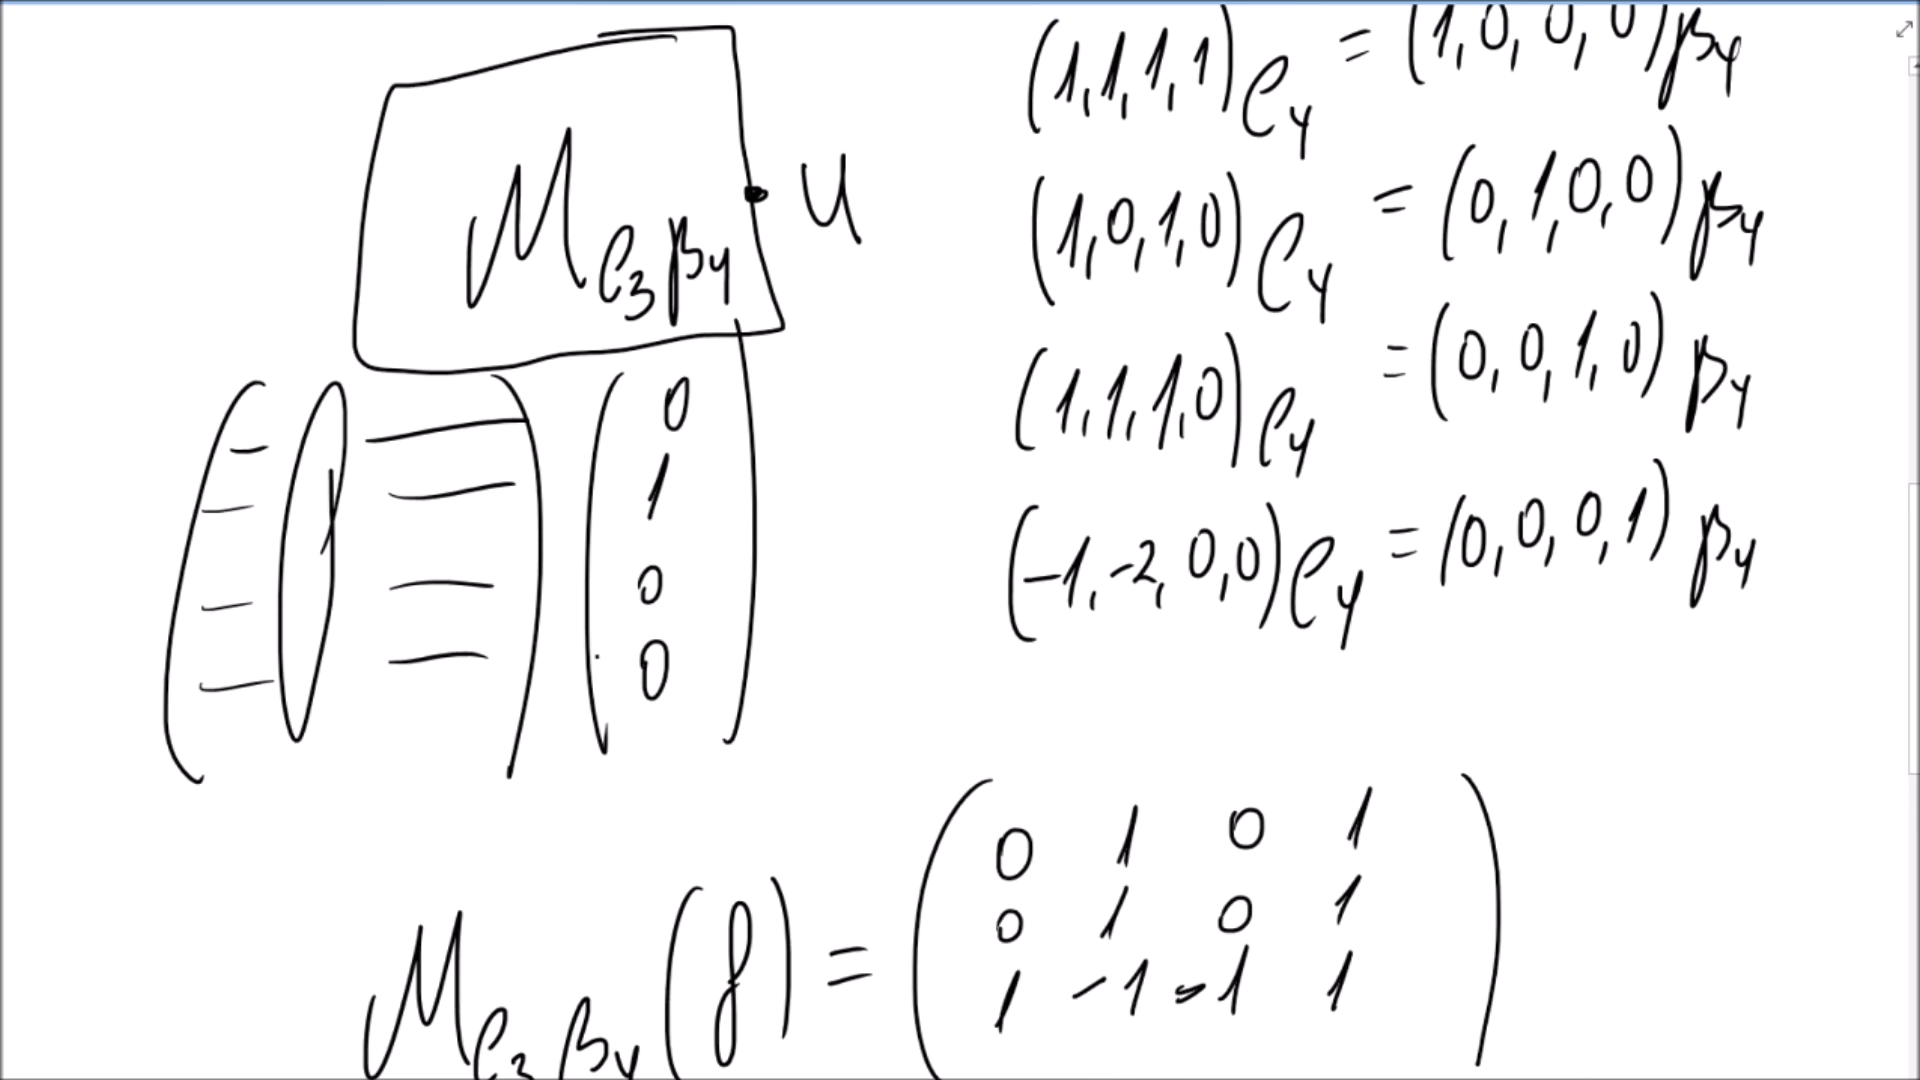 (1,1,1,1)e₄ = (1,0,0,0)β₄
M e₃β₄ · u
(1,0,1,0)e₄ = (0,1,0,0)β₄
(1,1,1,0)e₄ = (0,0,1,0)β₄
(-1,-2,0,0)e₄ = (0,0,0,1)β₄
0
1
0
0
M e₃β₄ (f) =
0 1 0 1
0 1 0 1
1 -1 -1 1